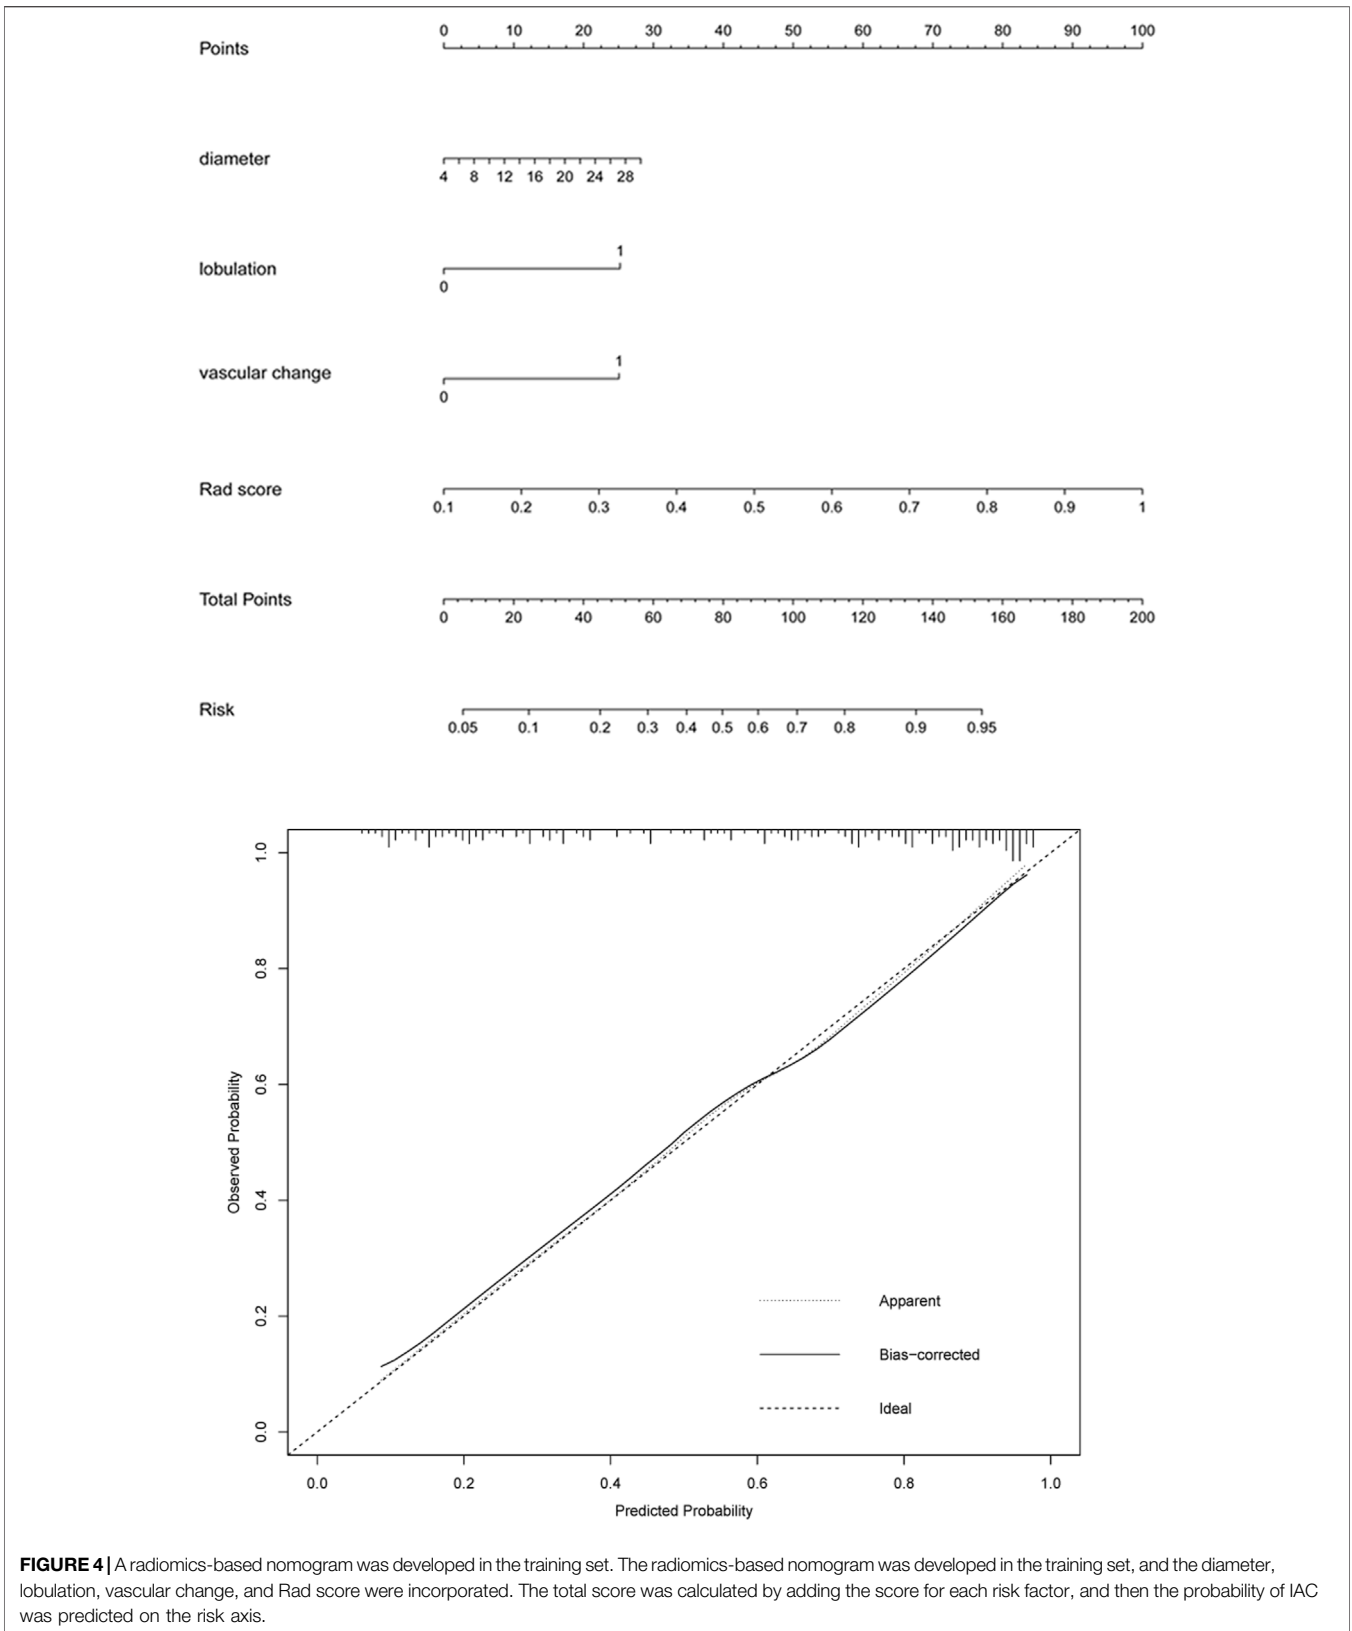 Points
0 10 20 30 40 50 60 70 80 90 100
diameter
4 8 12 16 20 24 28
lobulation
1
0
vascular change
1
0
Rad score
0.1 0.2 0.3 0.4 0.5 0.6 0.7 0.8 0.9 1
Total Points
0 20 40 60 80 100 120 140 160 180 200
Risk
0.05 0.1 0.2 0.3 0.4 0.5 0.6 0.7 0.8 0.9 0.95
Observed Probability
1.0
0.8
0.6
0.4
0.2
0.0
Apparent
Bias−corrected
Ideal
0.0 0.2 0.4 0.6 0.8 1.0
Predicted Probability
FIGURE 4 | A radiomics-based nomogram was developed in the training set. The radiomics-based nomogram was developed in the training set, and the diameter,
lobulation, vascular change, and Rad score were incorporated. The total score was calculated by adding the score for each risk factor, and then the probability of IAC
was predicted on the risk axis.